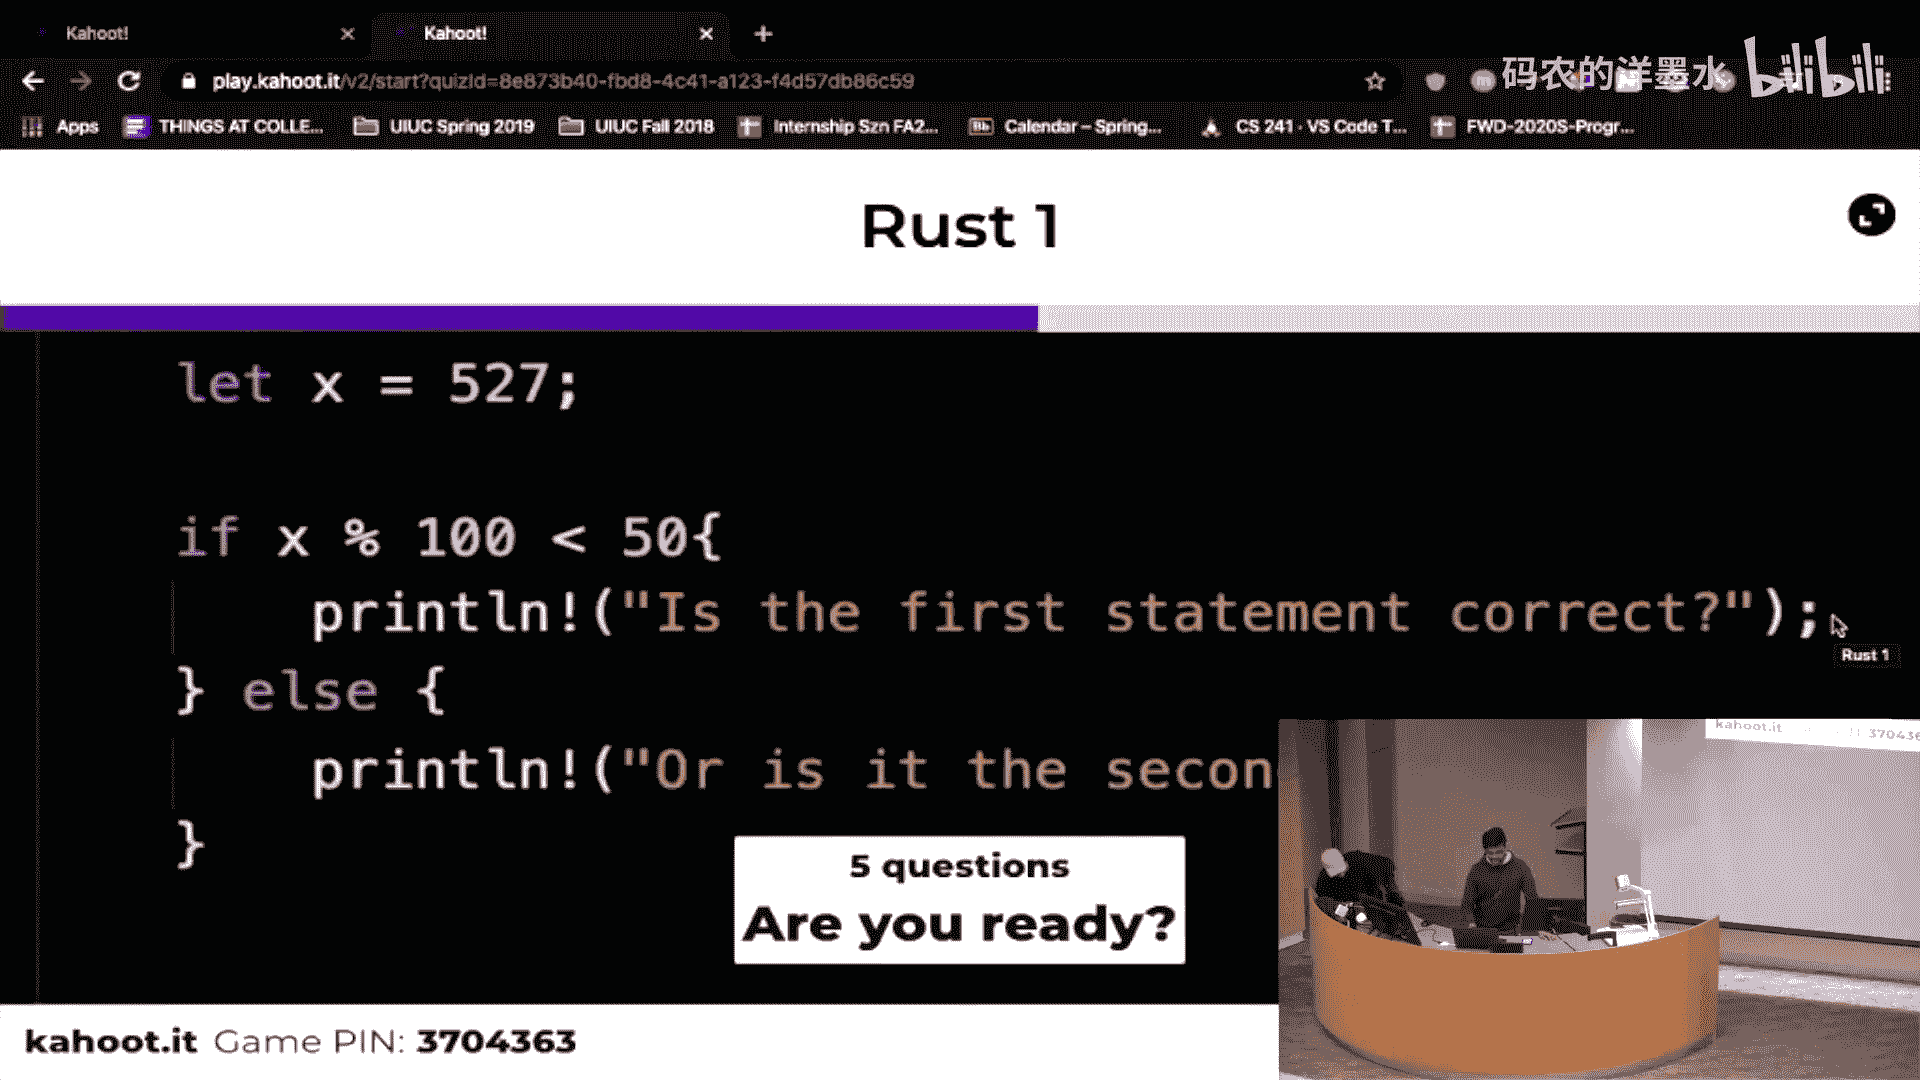 Kahoot!
Kahoot!
play.kahoot.it/v2/start?quizId=8e873b40-fbd8-4c41-a123-f4d57db86c59
码农的洋墨水 bilibili
Apps
THINGS AT COLLE...
UIUC Spring 2019
UIUC Fall 2018
Internship Szn FA2...
Calendar – Spring...
CS 241 · VS Code T...
FWD-2020S-Progr...
Rust 1
let x = 527;
if x % 100 < 50{
println!("Is the first statement correct?");
Rust 1
} else {
println!("Or is it the secon
}
5 questions
Are you ready?
kahoot.it Game PIN: 3704363
kahoot.it
370436